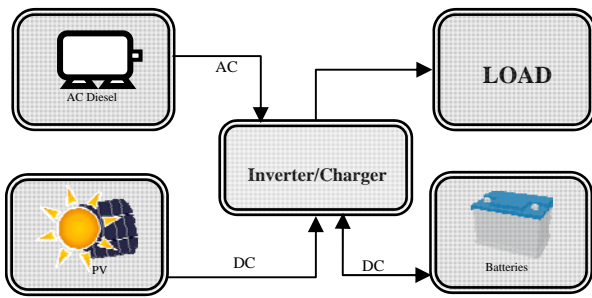 AC Diesel
AC
LOAD
Inverter/Charger
PV
DC
DC
Batteries